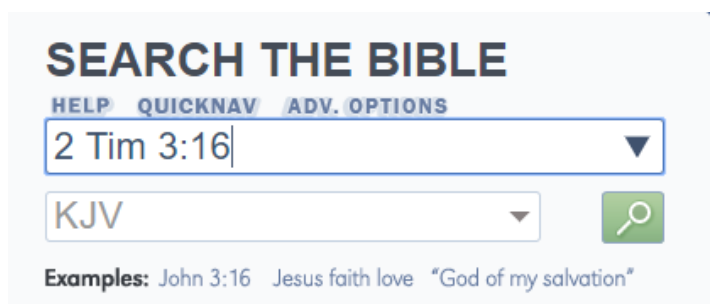 SEARCH THE BIBLE
HELP QUICKNAV ADV. OPTIONS
2 Tim 3:16
KJV
Examples: John 3:16 Jesus faith love "God of my salvation"